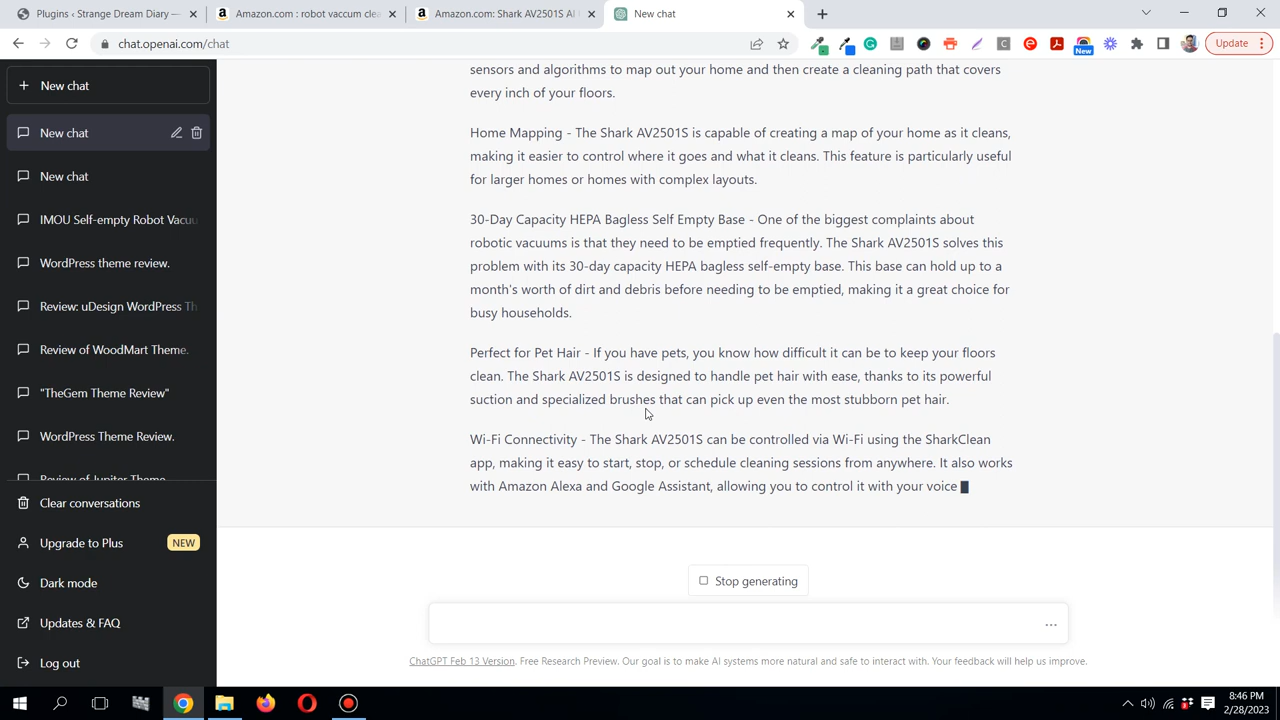 Plugins ‹ Strange Dream Diary —
Amazon.com : robot vaccum clea
Amazon.com: Shark AV2501S AI
New chat
chat.openai.com/chat
New
Update
New chat
New chat
New chat
IMOU Self-empty Robot Vacuu
WordPress theme review.
Review: uDesign WordPress Th
Review of WoodMart Theme.
"TheGem Theme Review"
WordPress Theme Review.
Review of Jupiter Theme
Clear conversations
Upgrade to Plus
NEW
Dark mode
Updates & FAQ
Log out
sensors and algorithms to map out your home and then create a cleaning path that covers
every inch of your floors.
Home Mapping - The Shark AV2501S is capable of creating a map of your home as it cleans,
making it easier to control where it goes and what it cleans. This feature is particularly useful
for larger homes or homes with complex layouts.
30-Day Capacity HEPA Bagless Self Empty Base - One of the biggest complaints about
robotic vacuums is that they need to be emptied frequently. The Shark AV2501S solves this
problem with its 30-day capacity HEPA bagless self-empty base. This base can hold up to a
month's worth of dirt and debris before needing to be emptied, making it a great choice for
busy households.
Perfect for Pet Hair - If you have pets, you know how difficult it can be to keep your floors
clean. The Shark AV2501S is designed to handle pet hair with ease, thanks to its powerful
suction and specialized brushes that can pick up even the most stubborn pet hair.
Wi-Fi Connectivity - The Shark AV2501S can be controlled via Wi-Fi using the SharkClean
app, making it easy to start, stop, or schedule cleaning sessions from anywhere. It also works
with Amazon Alexa and Google Assistant, allowing you to control it with your voice
Stop generating
ChatGPT Feb 13 Version. Free Research Preview. Our goal is to make AI systems more natural and safe to interact with. Your feedback will help us improve.
8:46 PM
2/28/2023